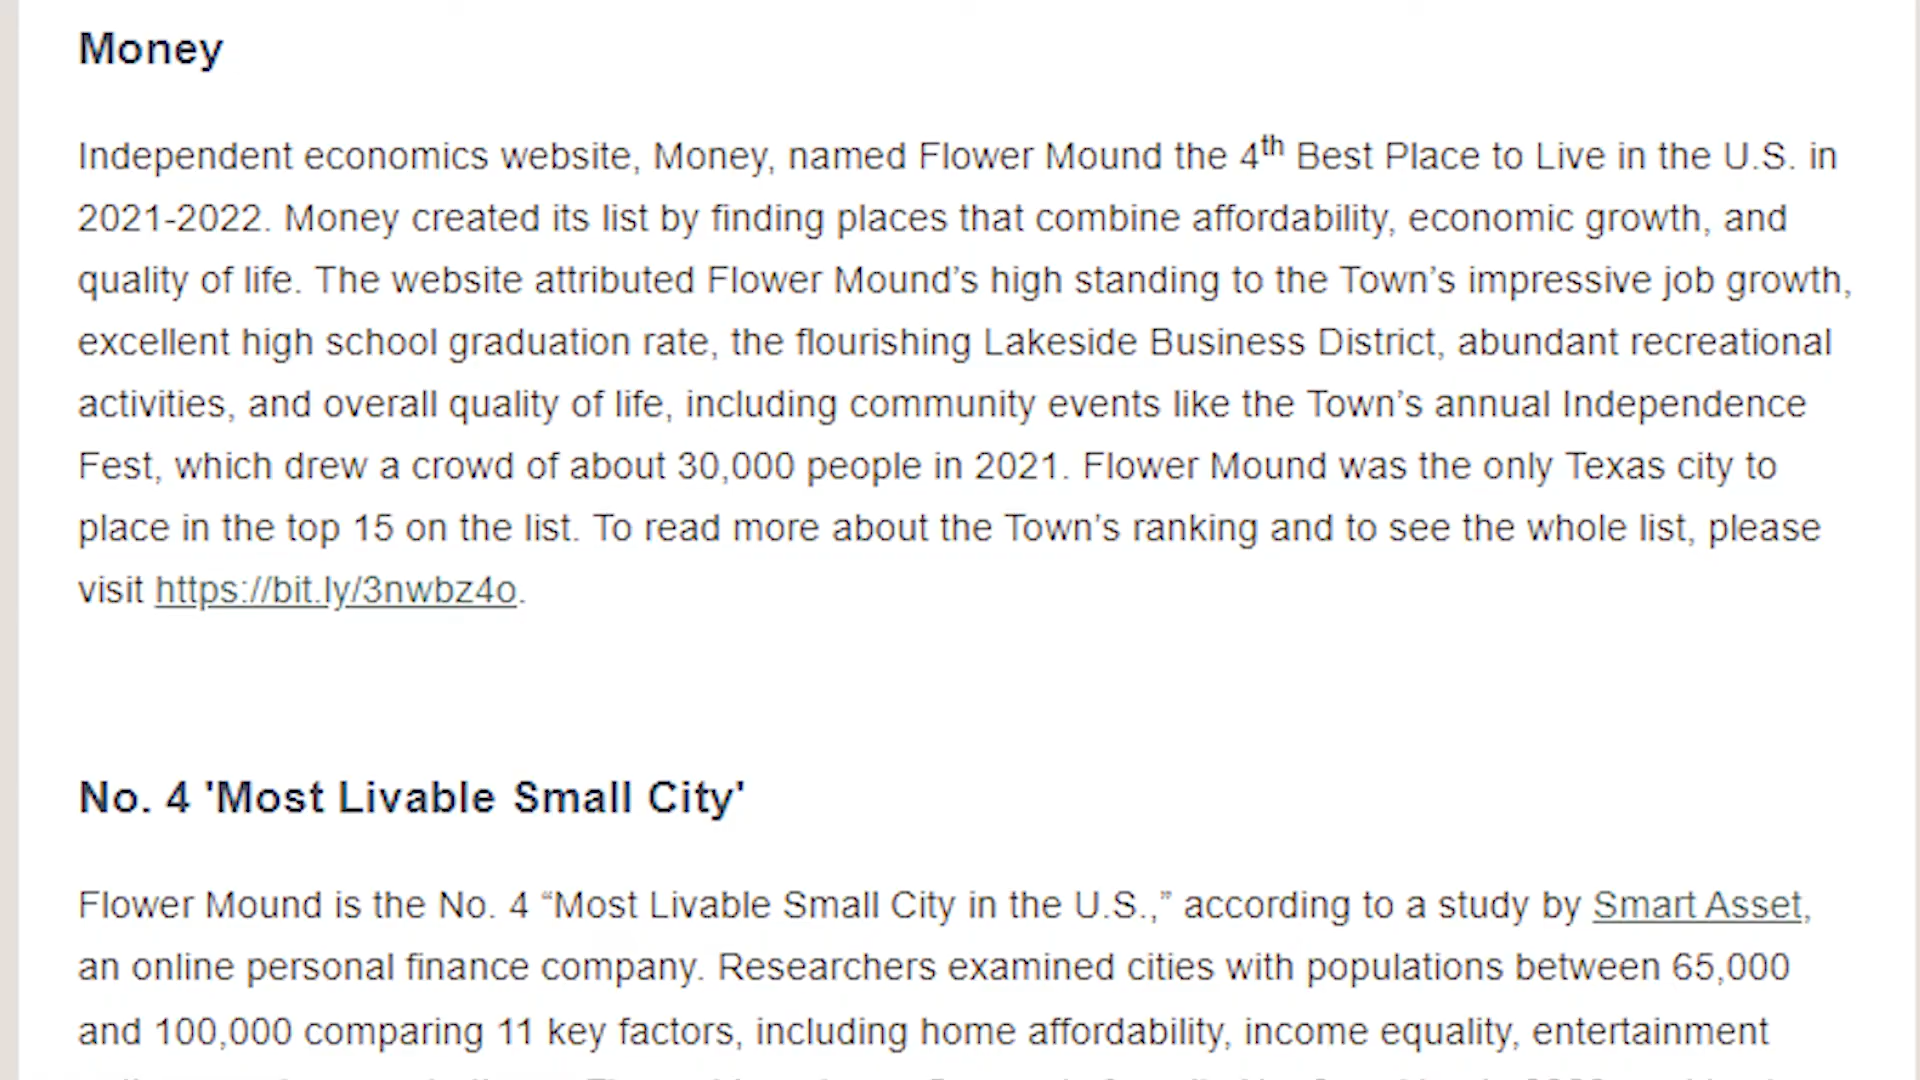 Money
Independent economics website, Money, named Flower Mound the 4th Best Place to Live in the U.S. in
2021-2022. Money created its list by finding places that combine affordability, economic growth, and
quality of life. The website attributed Flower Mound’s high standing to the Town’s impressive job growth,
excellent high school graduation rate, the flourishing Lakeside Business District, abundant recreational
activities, and overall quality of life, including community events like the Town’s annual Independence
Fest, which drew a crowd of about 30,000 people in 2021. Flower Mound was the only Texas city to
place in the top 15 on the list. To read more about the Town’s ranking and to see the whole list, please
visit https://bit.ly/3nwbz4o.
No. 4 'Most Livable Small City'
Flower Mound is the No. 4 “Most Livable Small City in the U.S.,” according to a study by Smart Asset,
an online personal finance company. Researchers examined cities with populations between 65,000
and 100,000 comparing 11 key factors, including home affordability, income equality, entertainment